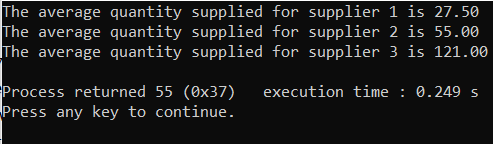 The average quantity supplied for supplier 1 is 27.50
The average quantity supplied for supplier 2 is 55.00
The average quantity supplied for supplier 3 is 121.00
Process returned 55 (0x37)   execution time : 0.249 s
Press any key to continue.